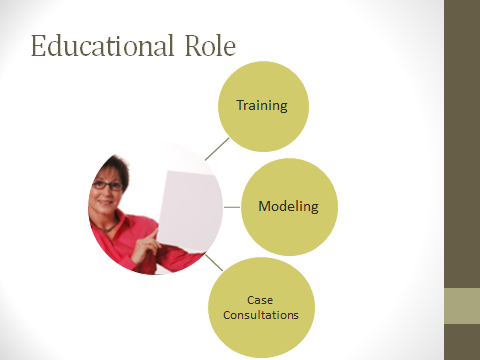 Educational Role
Training
Modeling
Case
Consultations